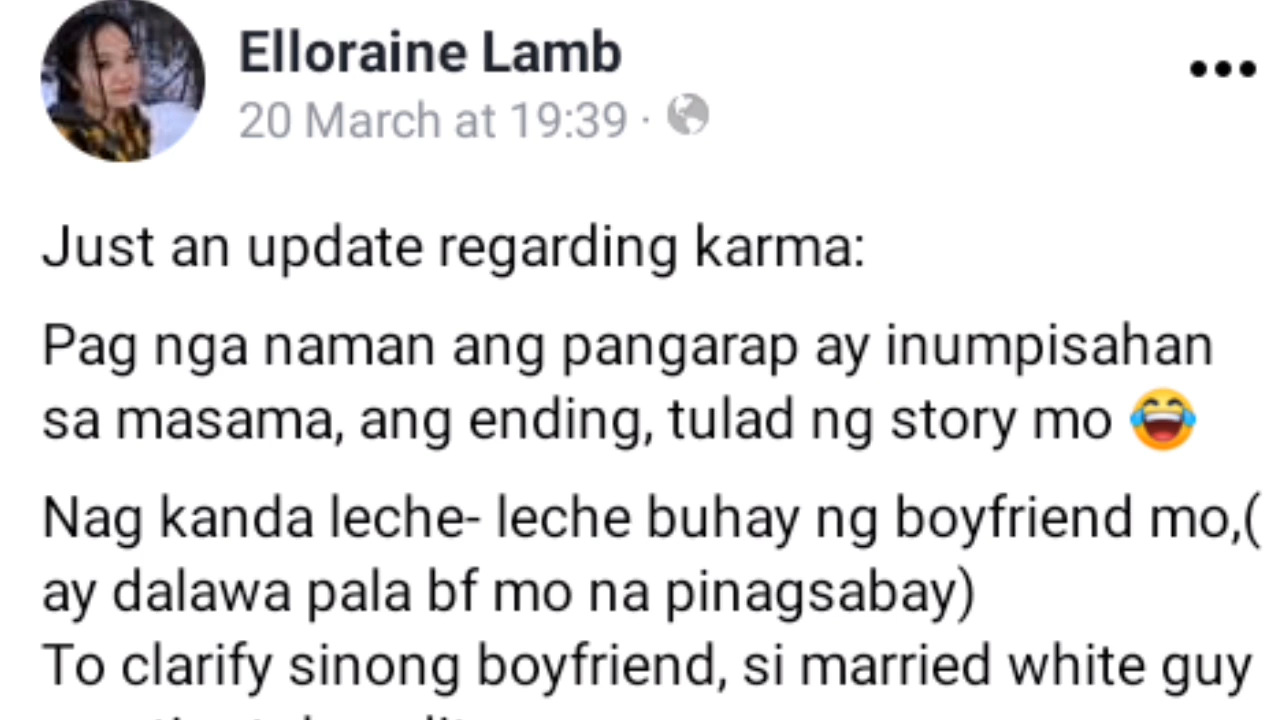 Elloraine Lamb
20 March at 19:39 ·
Just an update regarding karma:
Pag nga naman ang pangarap ay inumpisahan
sa masama, ang ending, tulad ng story mo 😂
Nag kanda leche- leche buhay ng boyfriend mo,(
ay dalawa pala bf mo na pinagsabay)
To clarify sinong boyfriend, si married white guy